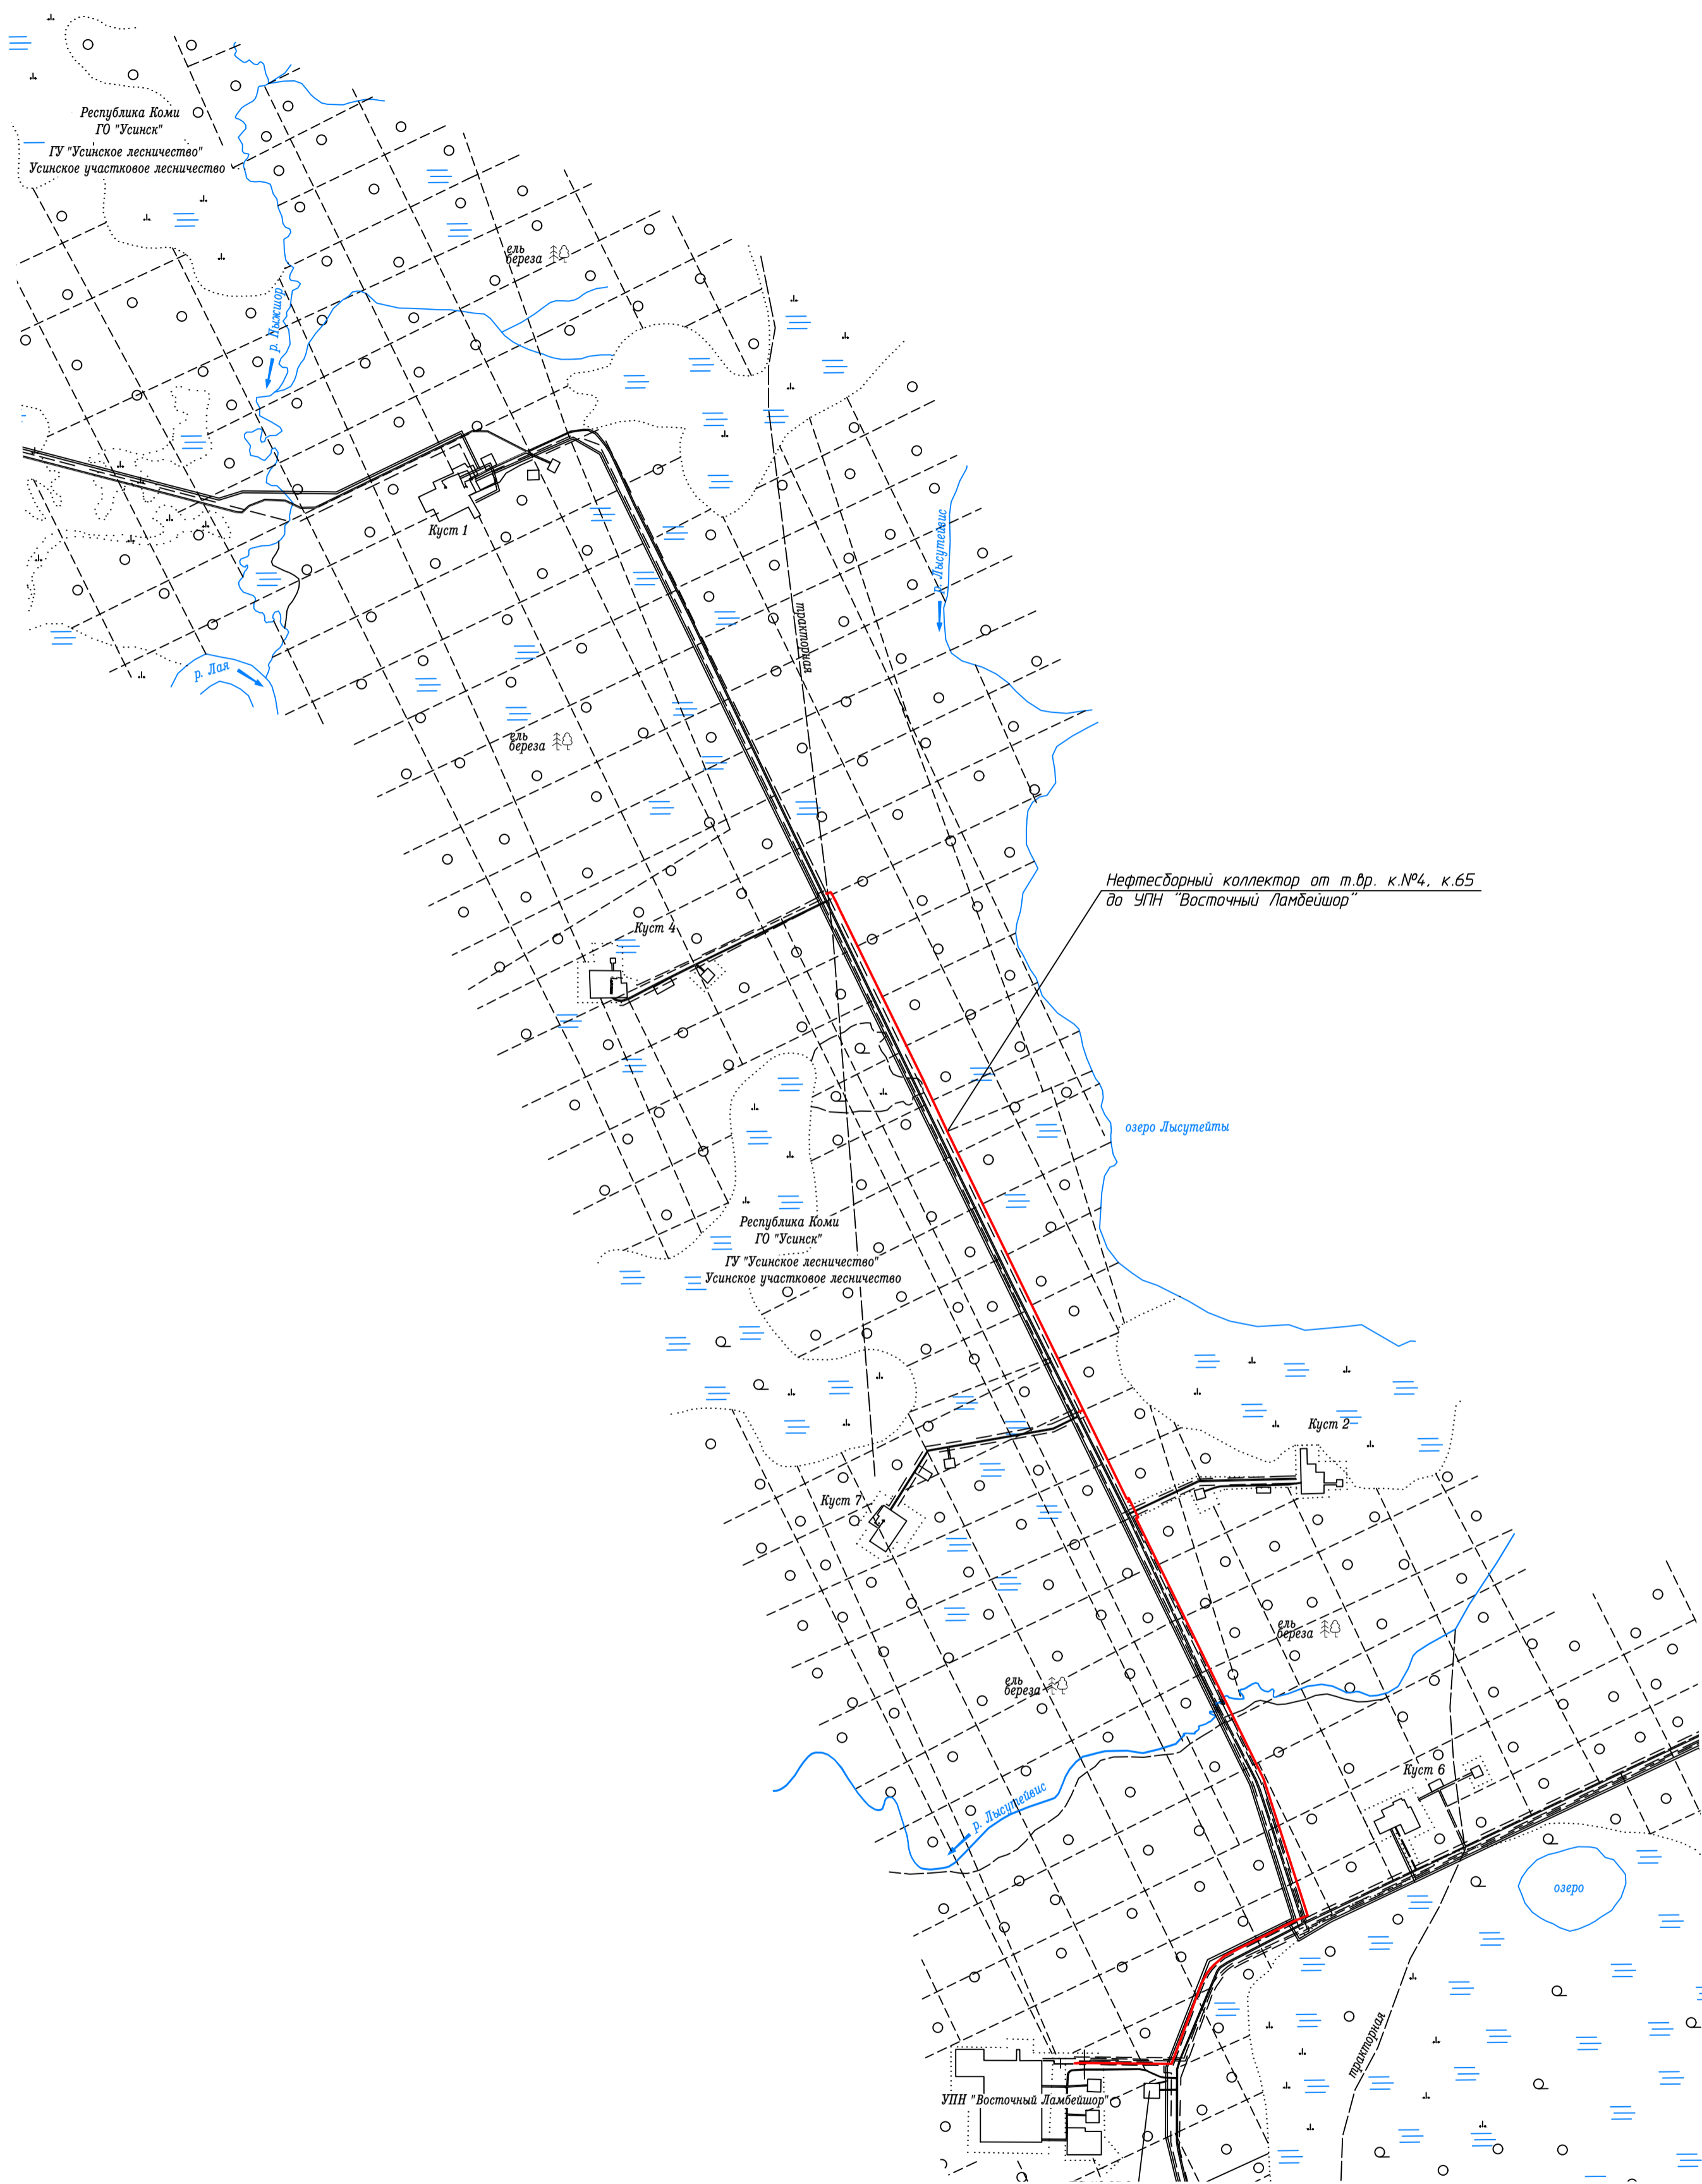 Республика Коми
ГО "Усинск"
ГУ "Усинское лесничество"
Усинское участковое лесничество
ель
береза
р. Пыжшор
Куст 1
р. Лысутейвис
тракторная
р. Лая
ель
береза
Нефтесборный коллектор от т.вр. к.№4, к.65
до УПН "Восточный Ламбейшор"
Куст 4
озеро Лысутейты
Республика Коми
ГО "Усинск"
ГУ "Усинское лесничество"
Усинское участковое лесничество
Куст 2
Куст 7
ель
береза
ель
береза
Куст 6
р. Лысутейвис
озеро
тракторная
УПН "Восточный Ламбейшор"